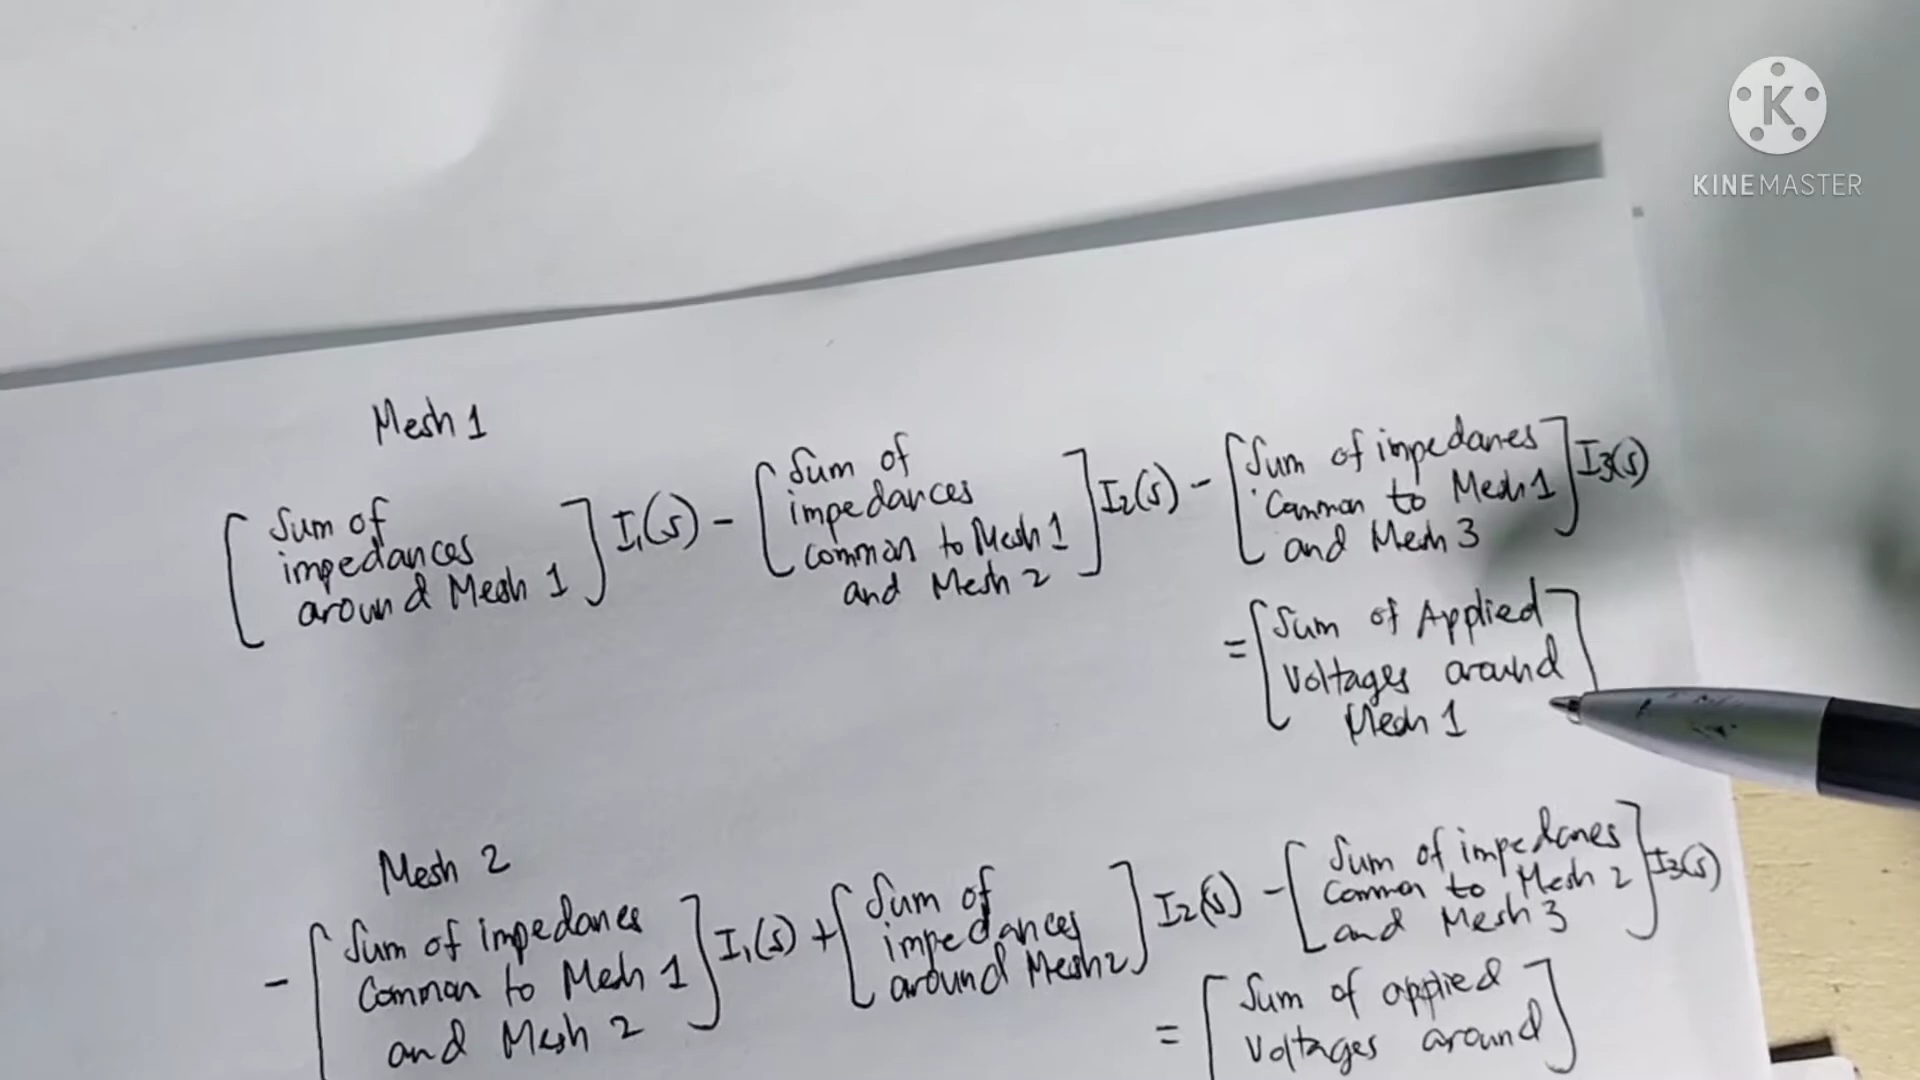 K
KINEMASTER
Mesh 1
[Sum of impedances around Mesh 1] I₁(s) - [Sum of impedances common to Mesh 1 and Mesh 2] I₂(s) - [Sum of impedanes Common to Mesh 1 and Mesh 3] I₃(s)
= [Sum of Applied Voltages around Mesh 1]
Mesh 2
- [Sum of impedanes Common to Mesh 1 and Mesh 2] I₁(s) + [Sum of impedances around Mesh 2] I₂(s) - [Sum of impedanes Common to Mesh 2 and Mesh 3] I₃(s)
= [Sum of applied Voltages around]